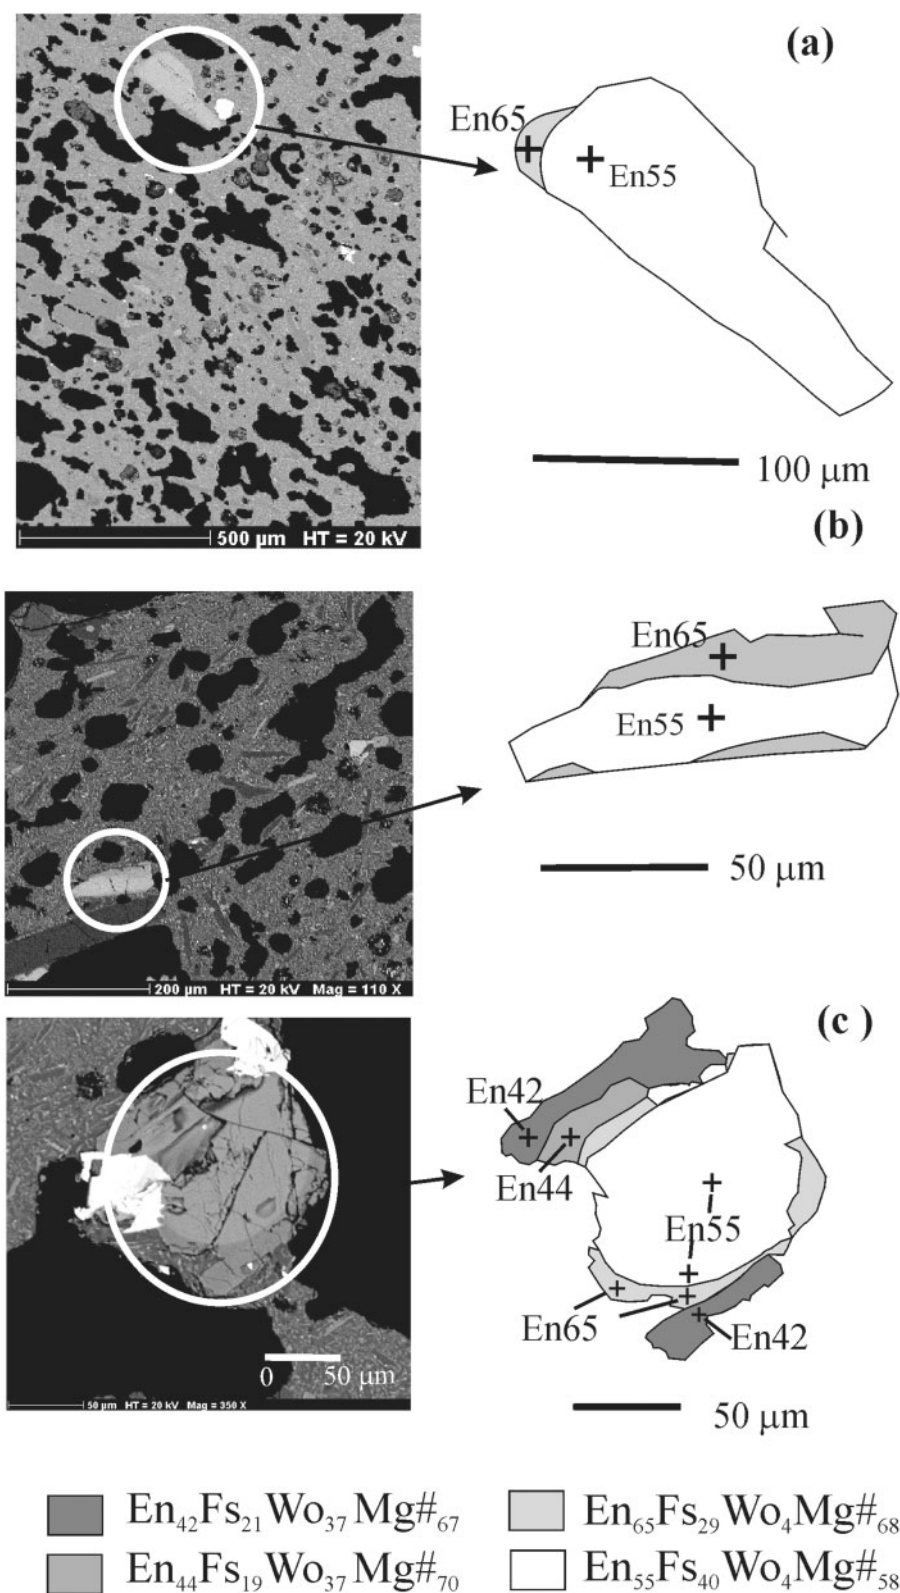 (a)
En65
En55
100 μm
500 μm HT = 20 kV
(b)
En65
En55
50 μm
200 μm HT = 20 kV Mag = 110 X
(c )
En42
En44
En55
En65
En42
0 50 μm
50 μm HT = 20 kV Mag = 350 X
50 μm
En₄₂Fs₂₁Wo₃₇Mg#₆₇
En₆₅Fs₂₉Wo₄Mg#₆₈
En₄₄Fs₁₉Wo₃₇Mg#₇₀
En₅₅Fs₄₀Wo₄Mg#₅₈